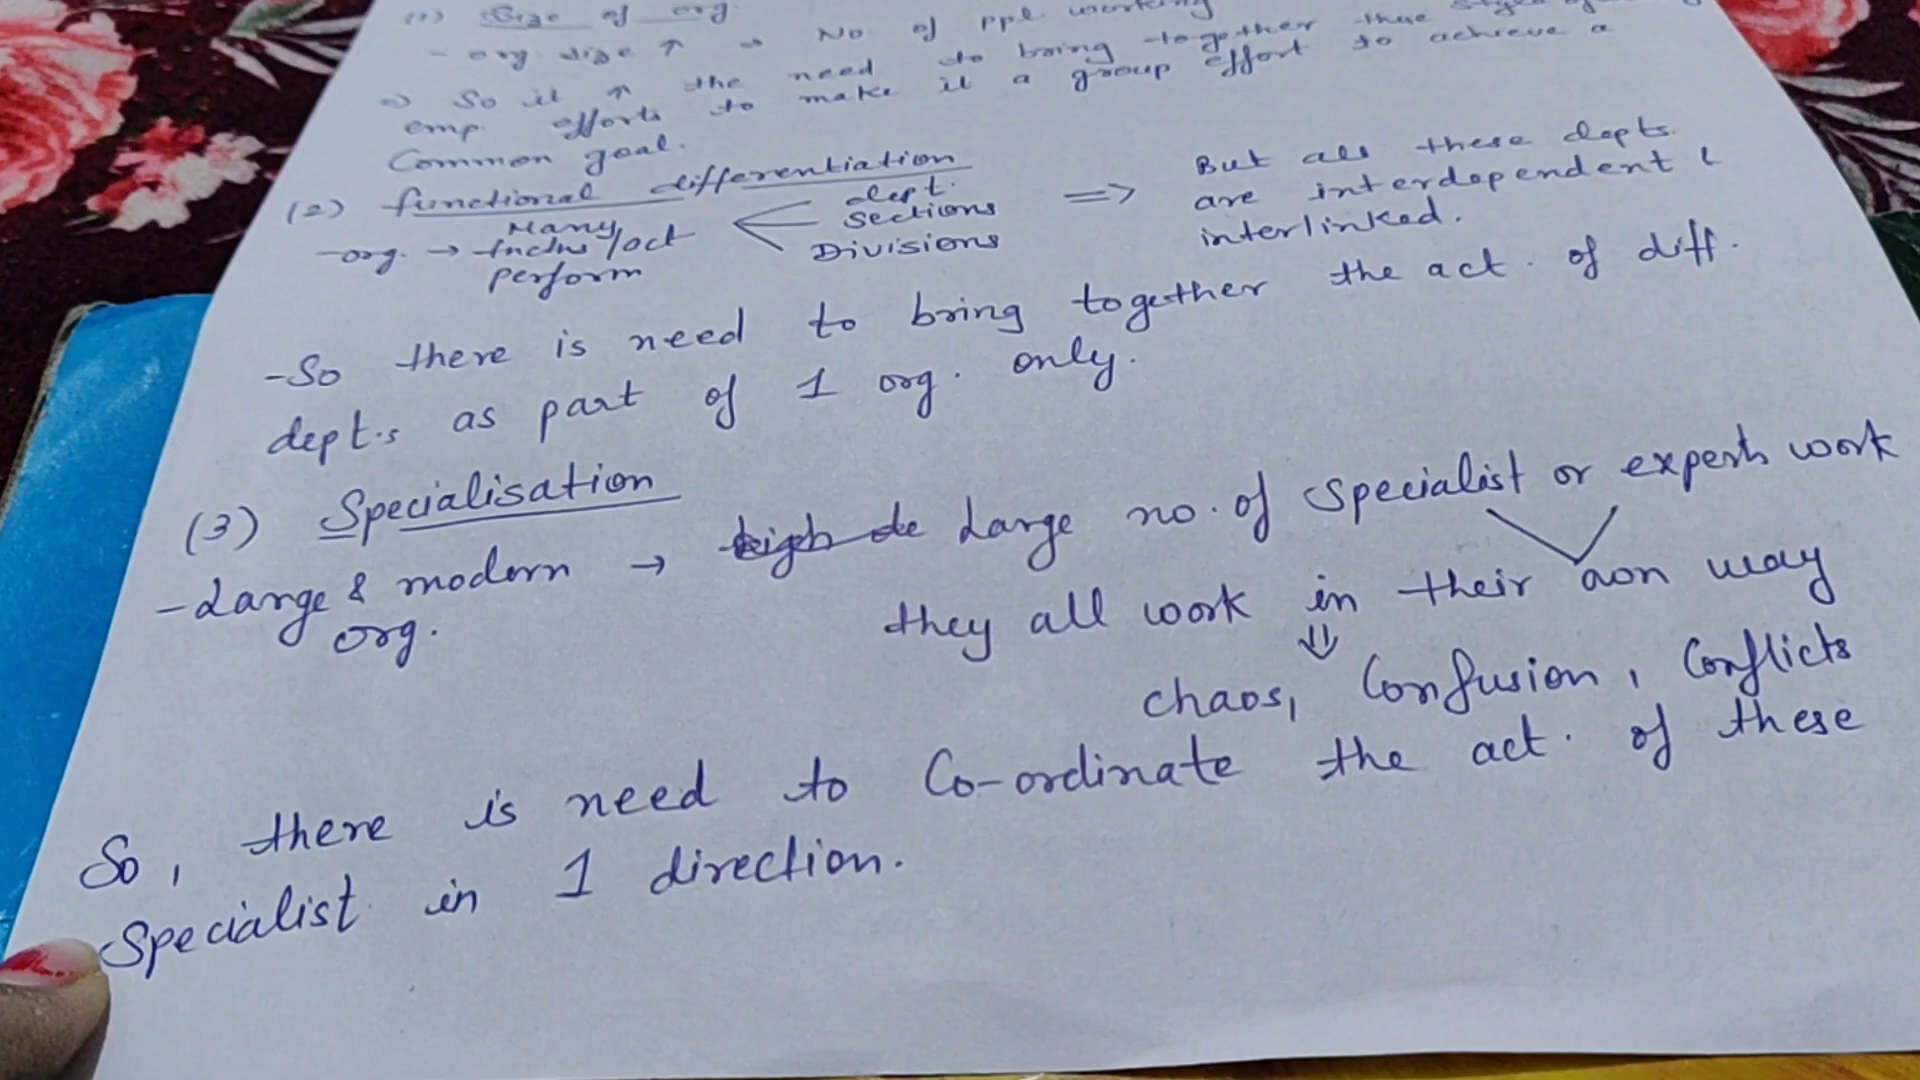 (1) Size of org.
- org size ↑ → No of ppl working
⇒ So it ↑ the need to bring together these
emp. efforts to make it a group effort to achieve a
Common goal.
(2) functional differentiation
- org. → Many functns/act perform
dept.
Sections
Divisions
⇒ But all these depts.
are interdependent &
interlinked.
- So there is need to bring together the act. of diff.
dept.s as part of 1 org. only.
(3) Specialisation
- Large & modern org. → Large no. of Specialist or experts work
they all work in their won way
⇓
chaos, Confusion, Conflicts
So, there is need to Co-ordinate the act. of these
Specialist in 1 direction.